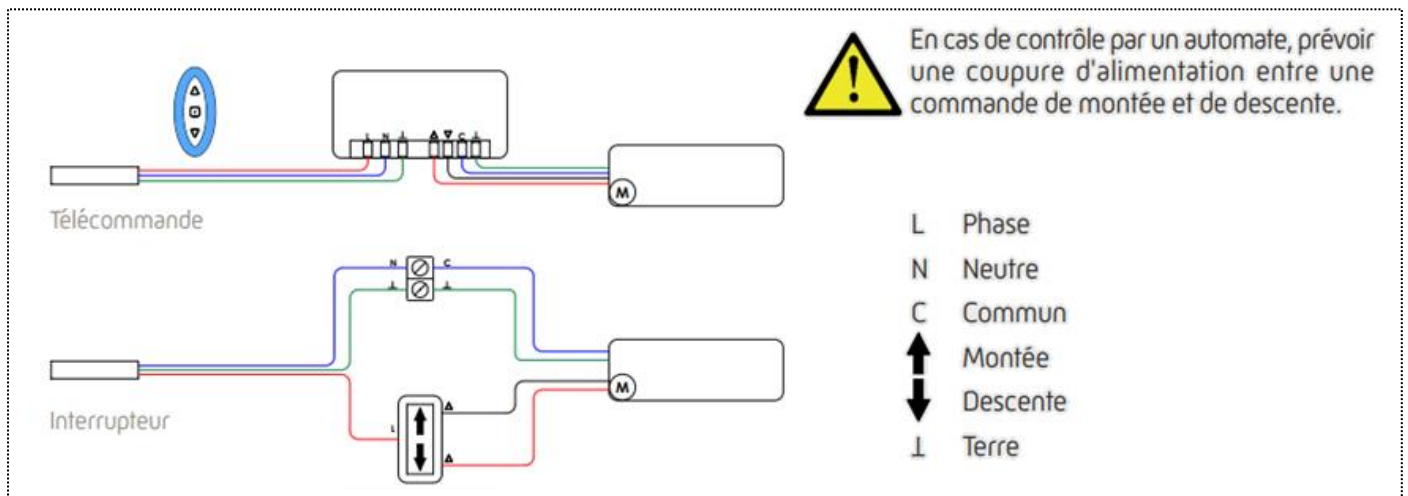 En cas de contrôle par un automate, prévoir
une coupure d'alimentation entre une
commande de montée et de descente.
L N ⊥ △ ▽ C ⊥
M
Télécommande
N C
⊥ ⊥
M
L
△
△
Interrupteur
L Phase
N Neutre
C Commun
⬆ Montée
⬇ Descente
⊥ Terre